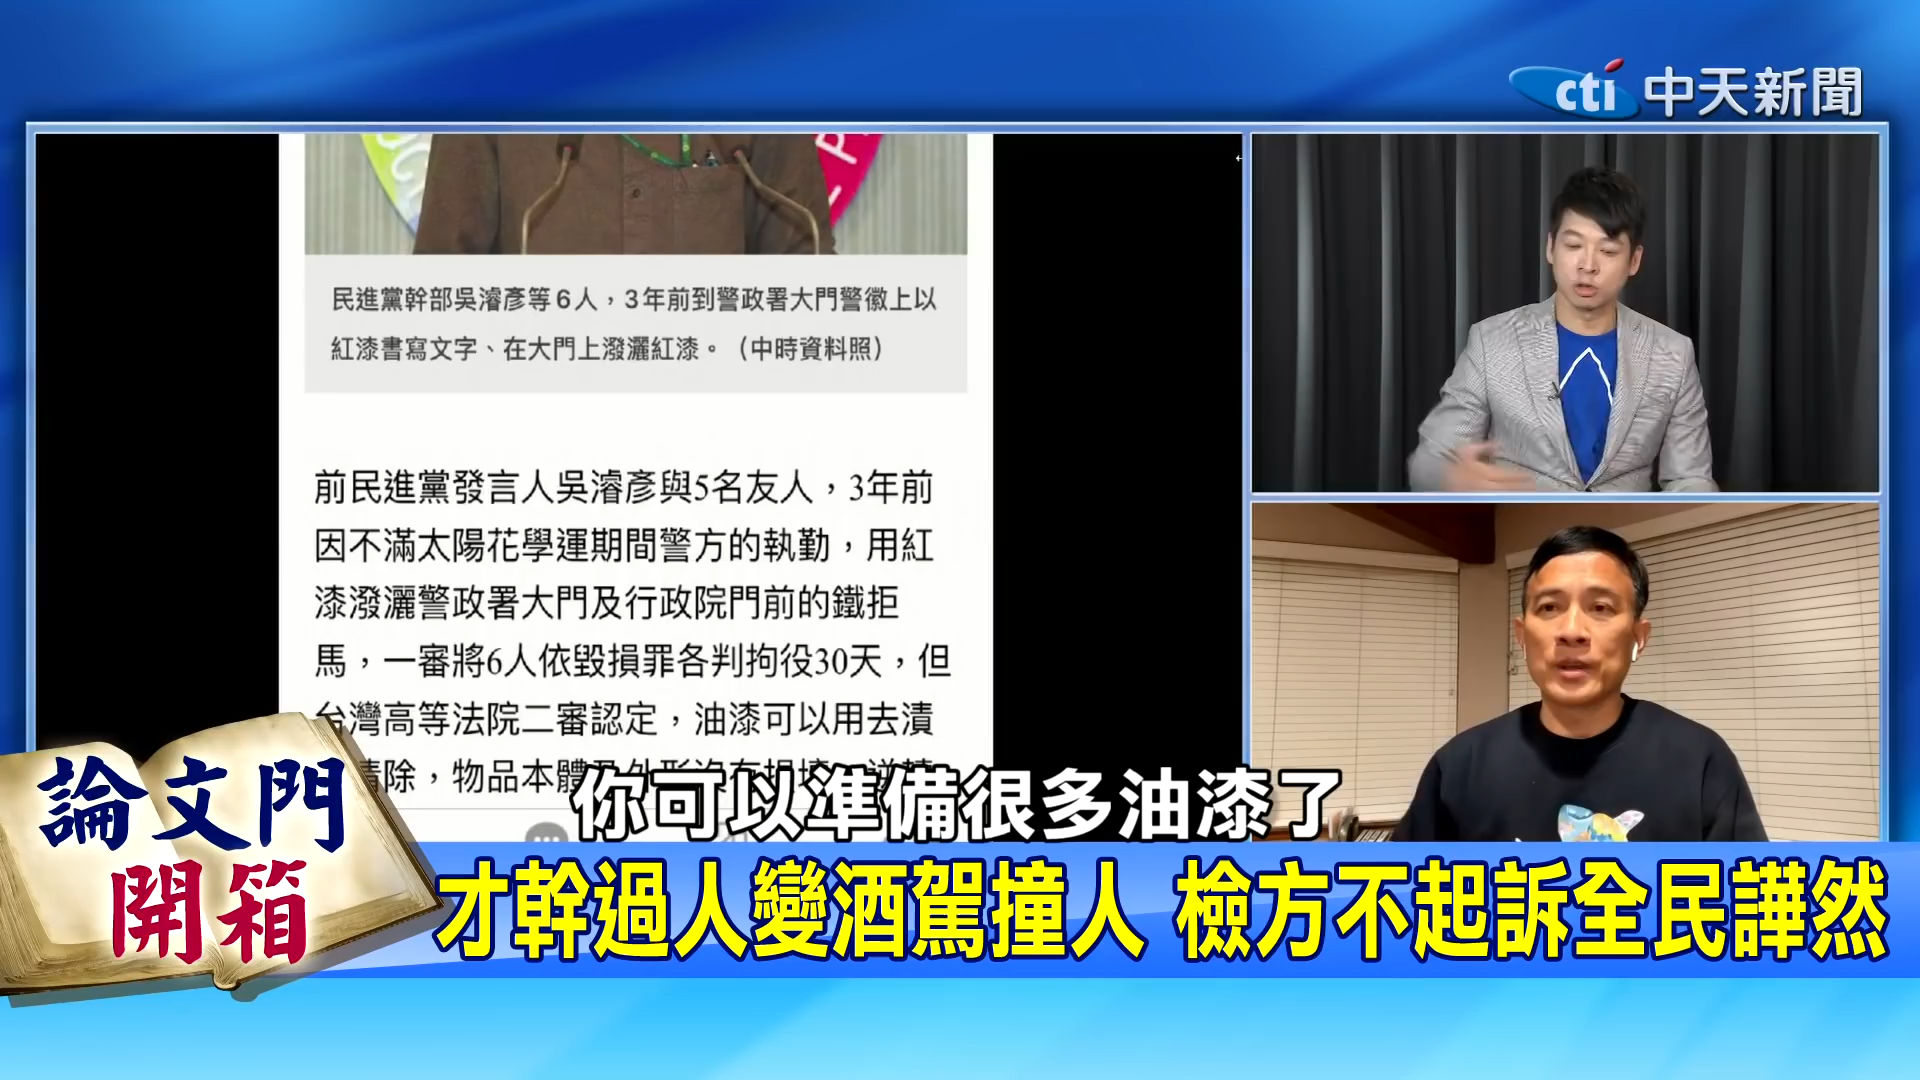 cti 中天新聞
民進黨幹部吳濬彥等6人，3年前到警政署大門警徽上以
紅漆書寫文字、在大門上潑灑紅漆。（中時資料照）
前民進黨發言人吳濬彥與5名友人，3年前
因不滿太陽花學運期間警方的執勤，用紅
漆潑灑警政署大門及行政院門前的鐵拒
馬，一審將6人依毀損罪各判拘役30天，但
台灣高等法院二審認定，油漆可以用去漬
清除，物品本體及外形沒有損壞
你可以準備很多油漆了
論文門
開箱
才幹過人變酒駕撞人 檢方不起訴全民譁然